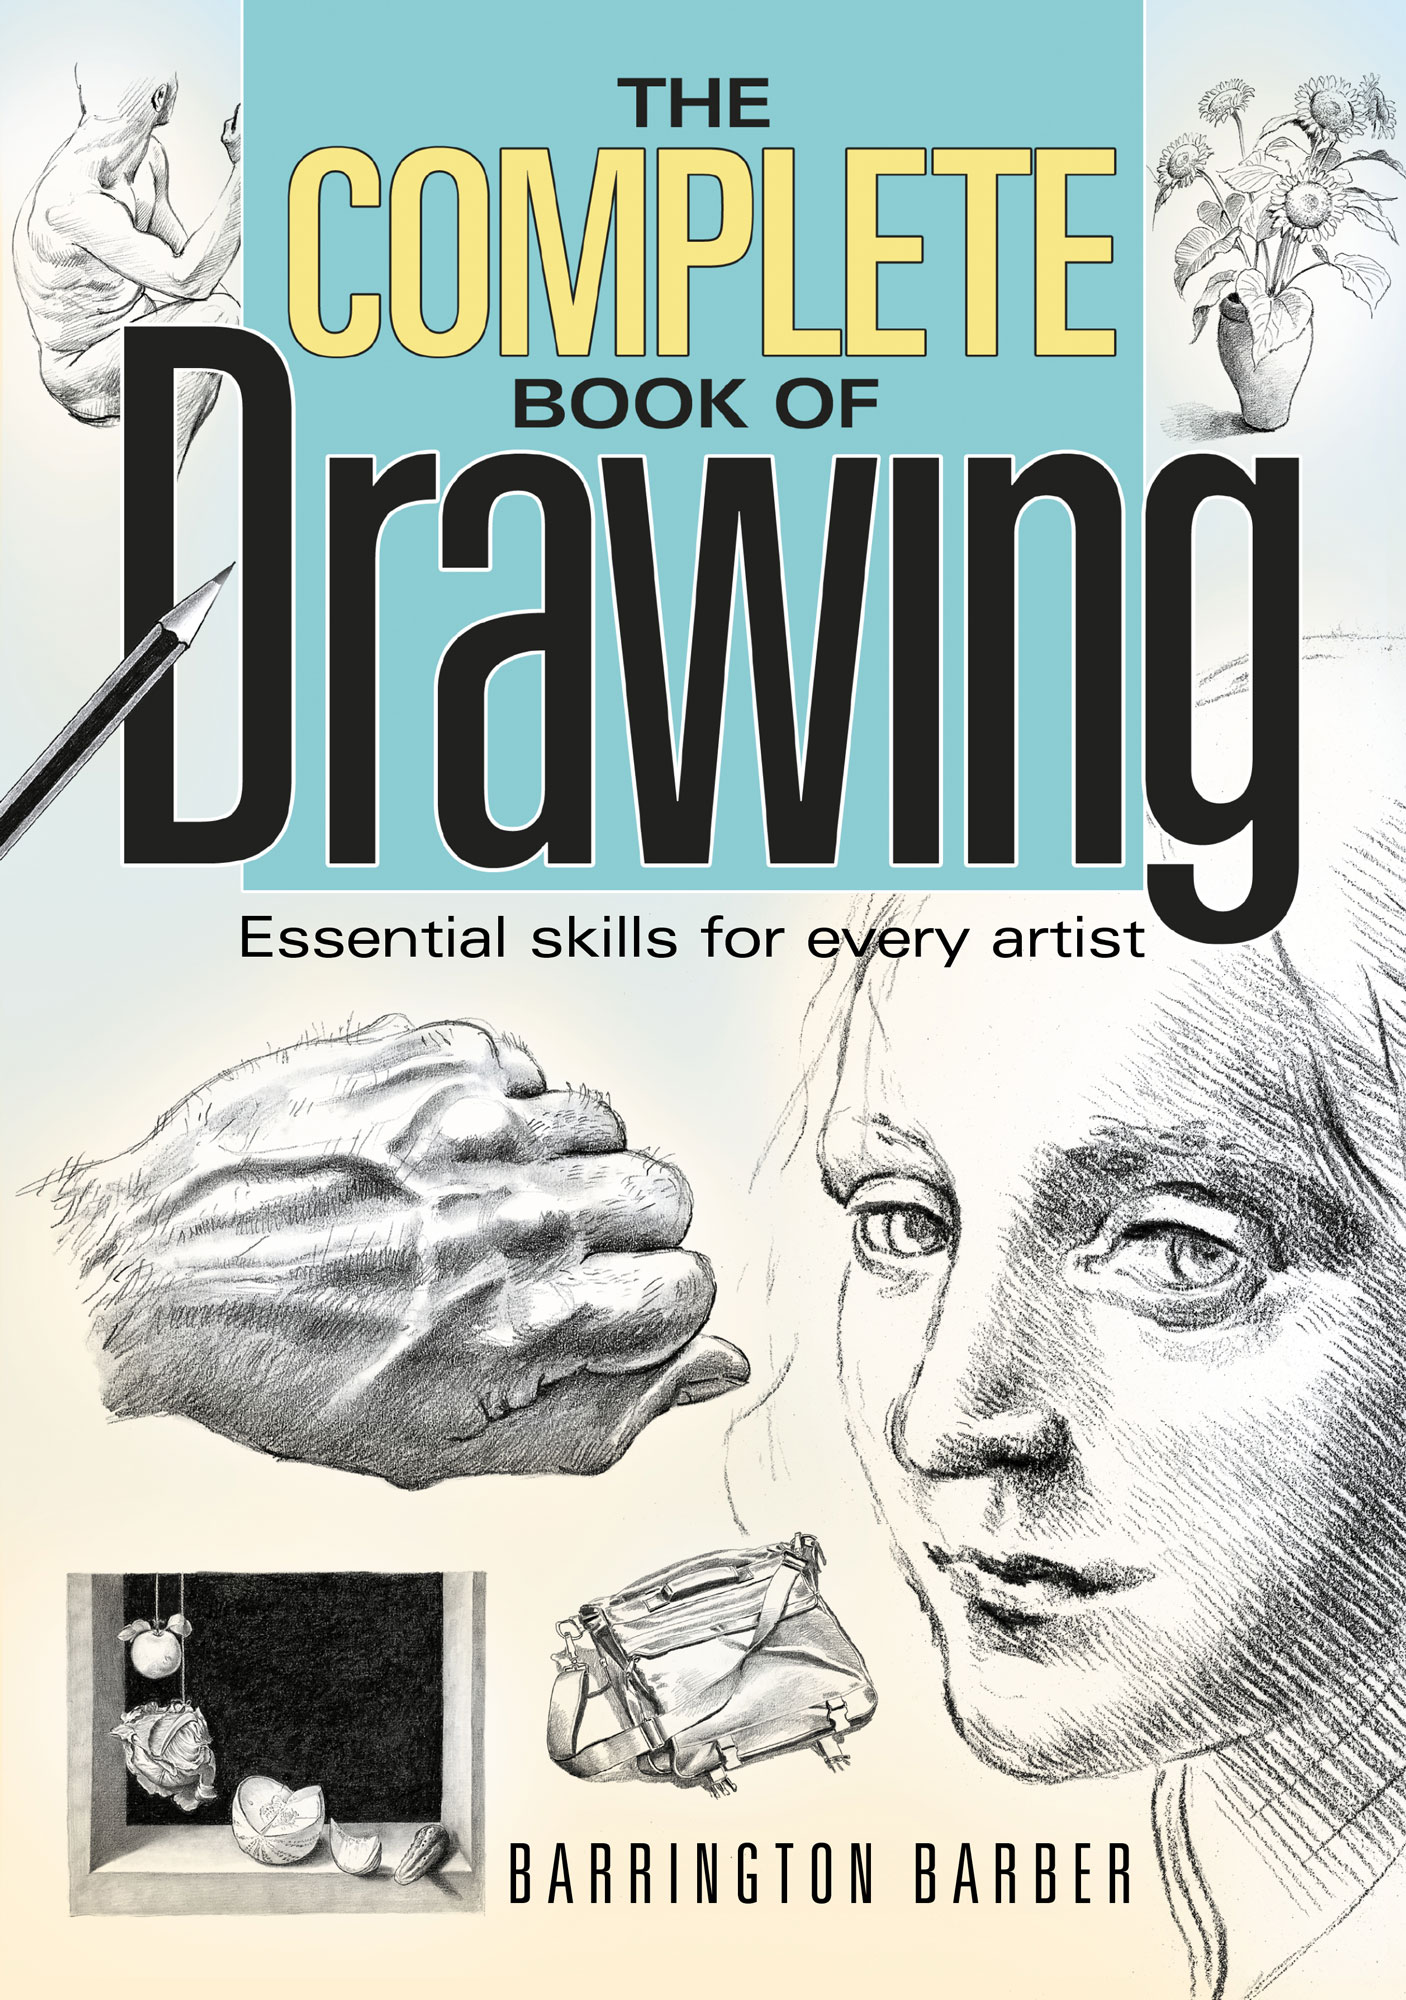 THE
COMPLETE
BOOK OF
Drawing
Essential skills for every artist
BARRINGTON BARBER